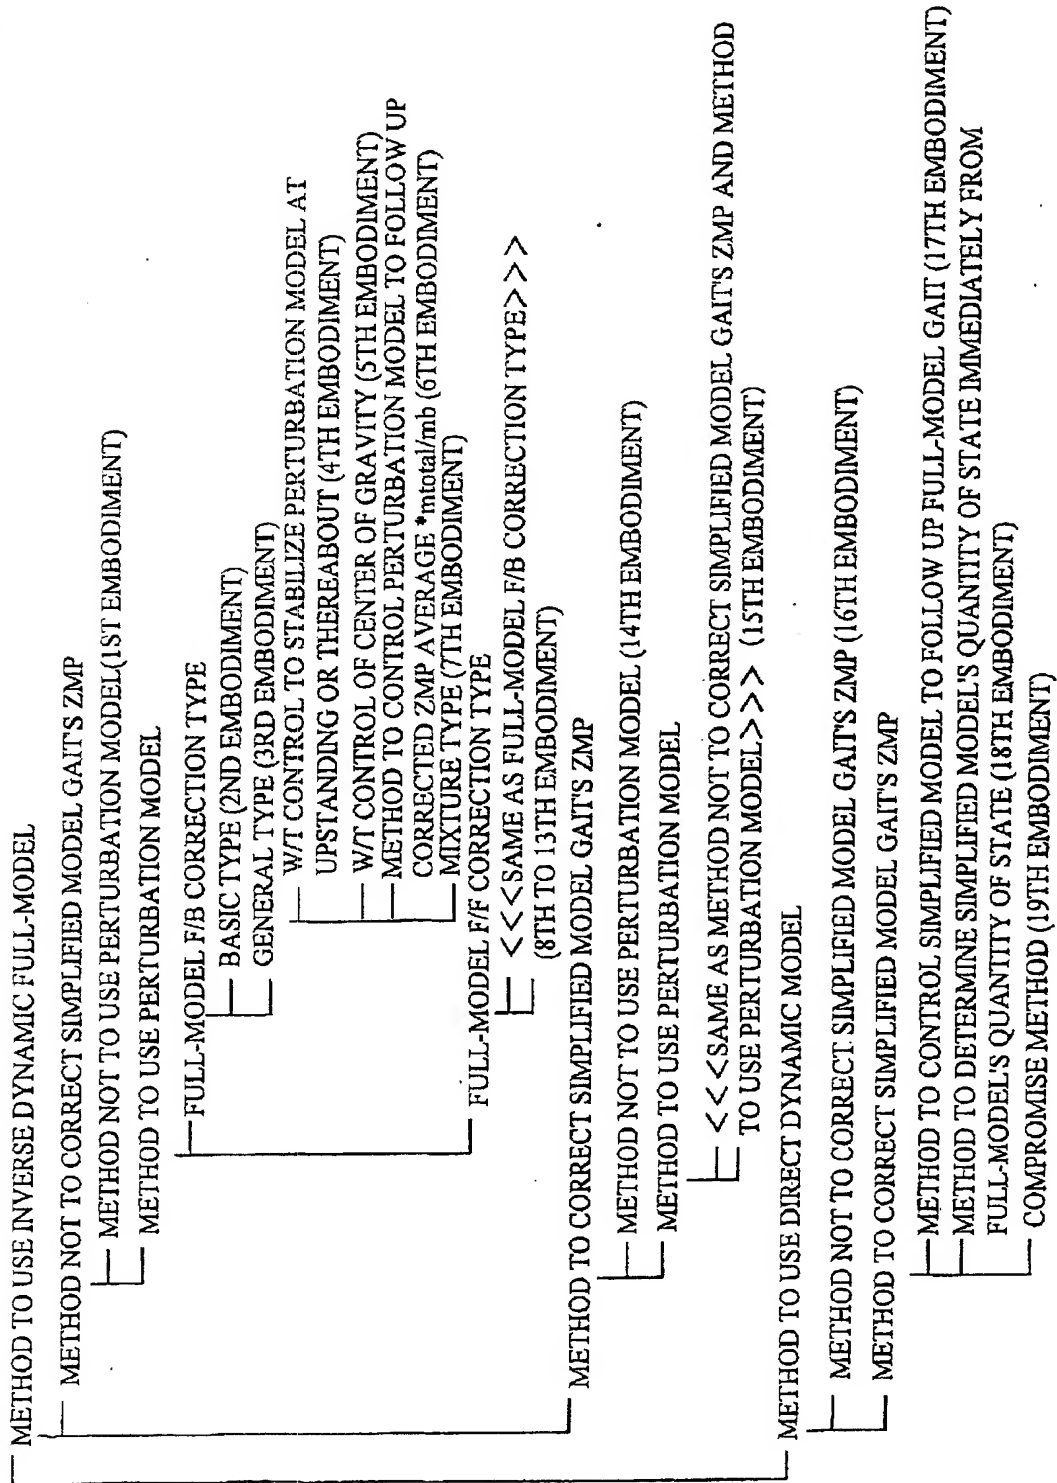 METHOD TO USE INVERSE DYNAMIC FULL-MODEL
METHOD NOT TO CORRECT SIMPLIFIED MODEL GAIT'S ZMP
METHOD NOT TO USE PERTURBATION MODEL(1ST EMBODIMENT)
METHOD TO USE PERTURBATION MODEL
FULL-MODEL F/B CORRECTION TYPE
BASIC TYPE (2ND EMBODIMENT)
GENERAL TYPE (3RD EMBODIMENT)
W/T CONTROL TO STABILIZE PERTURBATION MODEL AT
UPSTANDING OR THEREABOUT (4TH EMBODIMENT)
W/T CONTROL OF CENTER OF GRAVITY (5TH EMBODIMENT)
METHOD TO CONTROL PERTURBATION MODEL TO FOLLOW UP
CORRECTED ZMP AVERAGE *mtotal/mb (6TH EMBODIMENT)
MIXTURE TYPE (7TH EMBODIMENT)
FULL-MODEL F/F CORRECTION TYPE
<<<SAME AS FULL-MODEL F/B CORRECTION TYPE>>>
(8TH TO 13TH EMBODIMENT)
METHOD TO CORRECT SIMPLIFIED MODEL GAIT'S ZMP
METHOD NOT TO USE PERTURBATION MODEL (14TH EMBODIMENT)
METHOD TO USE PERTURBATION MODEL
<<<SAME AS METHOD NOT TO CORRECT SIMPLIFIED MODEL GAIT'S ZMP AND METHOD
TO USE PERTURBATION MODEL>>> (15TH EMBODIMENT)
METHOD TO USE DIRECT DYNAMIC MODEL
METHOD NOT TO CORRECT SIMPLIFIED MODEL GAIT'S ZMP (16TH EMBODIMENT)
METHOD TO CORRECT SIMPLIFIED MODEL GAIT'S ZMP
METHOD TO CONTROL SIMPLIFIED MODEL TO FOLLOW UP FULL-MODEL GAIT (17TH EMBODIMENT)
METHOD TO DETERMINE SIMPLIFIED MODEL'S QUANTITY OF STATE IMMEDIATELY FROM
FULL-MODEL'S QUANTITY OF STATE (18TH EMBODIMENT)
COMPROMISE METHOD (19TH EMBODIMENT)